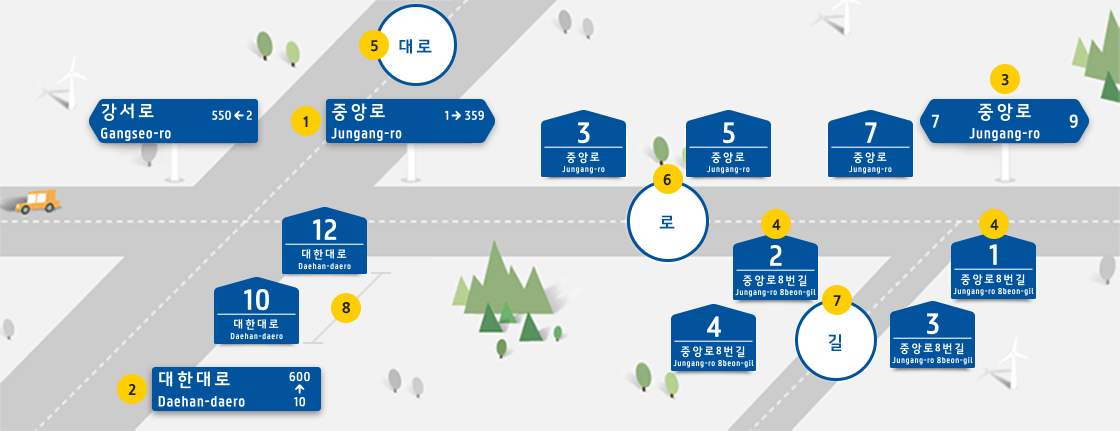 5
대로
강서로
550 ← 2
Gangseo-ro
1
중앙로
1 → 359
Jungang-ro
3
중앙로
Jungang-ro
5
중앙로
Jungang-ro
7
중앙로
Jungang-ro
3
7
중앙로
Jungang-ro
9
6
로
4
2
중앙로8번길
Jungang-ro 8beon-gil
4
1
중앙로8번길
Jungang-ro 8beon-gil
12
대한대로
Daehan-daero
10
대한대로
Daehan-daero
8
4
중앙로8번길
Jungang-ro 8beon-gil
7
길
3
중앙로8번길
Jungang-ro 8beon-gil
2
대한대로
Daehan-daero
600
↑
10